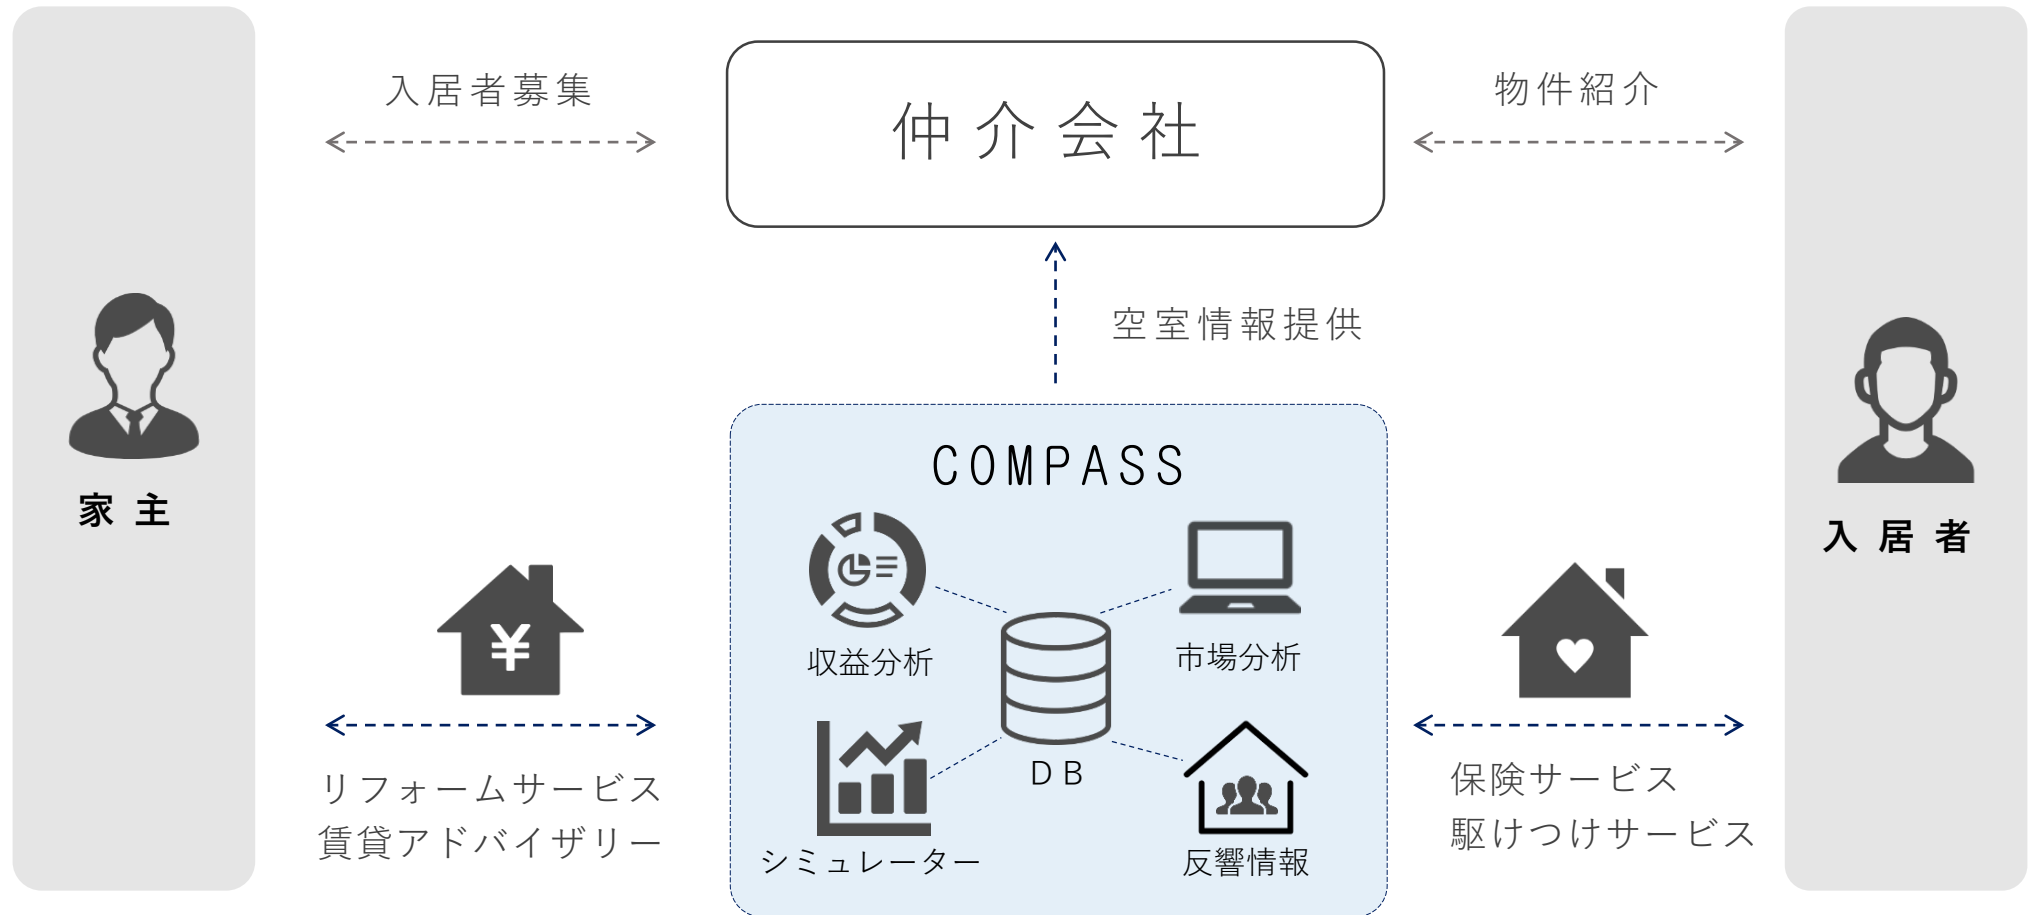 入居者募集
仲介会社
物件紹介
空室情報提供
家主
入居者
COMPASS
¥
収益分析
市場分析
DB
シミュレーター
反響情報
リフォームサービス
賃貸アドバイザリー
保険サービス
駆けつけサービス